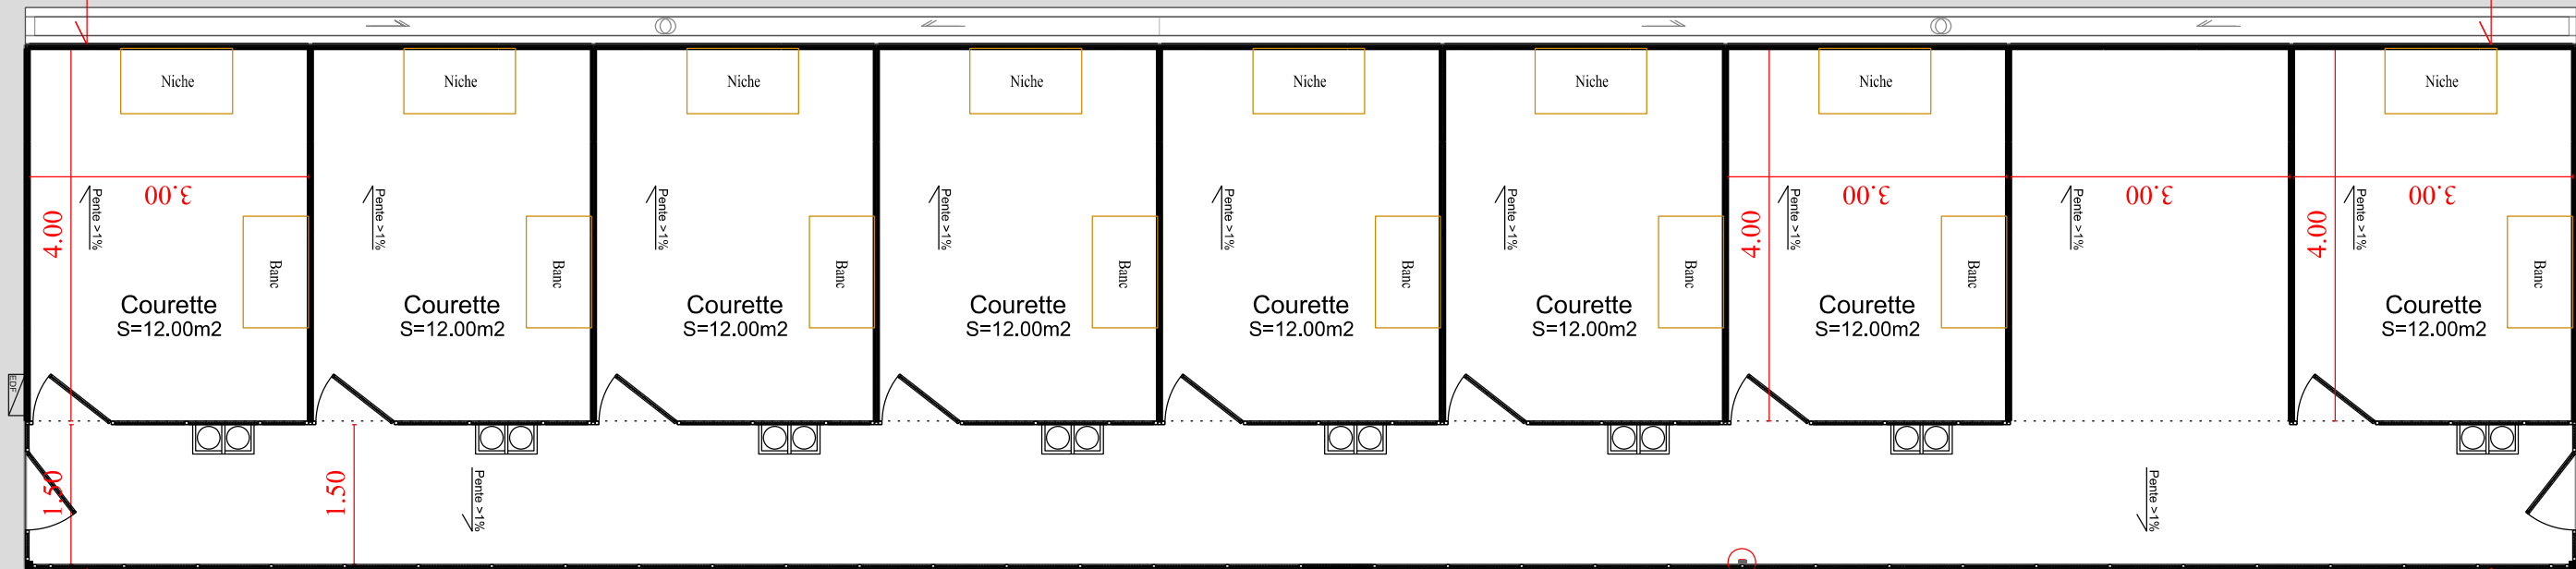 Niche
Niche
Niche
Niche
Niche
Niche
Niche
Niche
3.00
3.00
3.00
3.00
4.00
4.00
4.00
Pente >1%
Pente >1%
Pente >1%
Pente >1%
Pente >1%
Pente >1%
Pente >1%
Pente >1%
Pente >1%
Banc
Banc
Banc
Banc
Banc
Banc
Banc
Banc
Courette
S=12.00m2
Courette
S=12.00m2
Courette
S=12.00m2
Courette
S=12.00m2
Courette
S=12.00m2
Courette
S=12.00m2
Courette
S=12.00m2
Courette
S=12.00m2
EDF
1.50
1.50
Pente >1%
Pente >1%